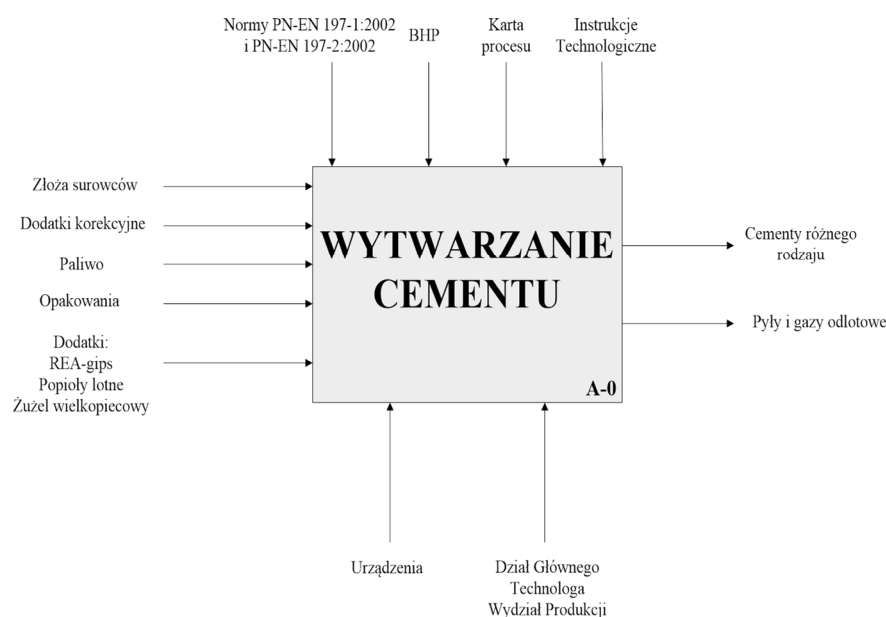 Normy PN-EN 197-1:2002
i PN-EN 197-2:2002
BHP
Karta
procesu
Instrukcje
Technologiczne
Złoża surowców
Dodatki korekcyjne
Paliwo
Opakowania
Dodatki:
REA-gips
Popioły lotne
Żużel wielkopiecowy
WYTWARZANIE
CEMENTU
A-0
Cementy różnego
rodzaju
Pyły i gazy odlotowe
Urządzenia
Dział Głównego
Technologa
Wydział Produkcji